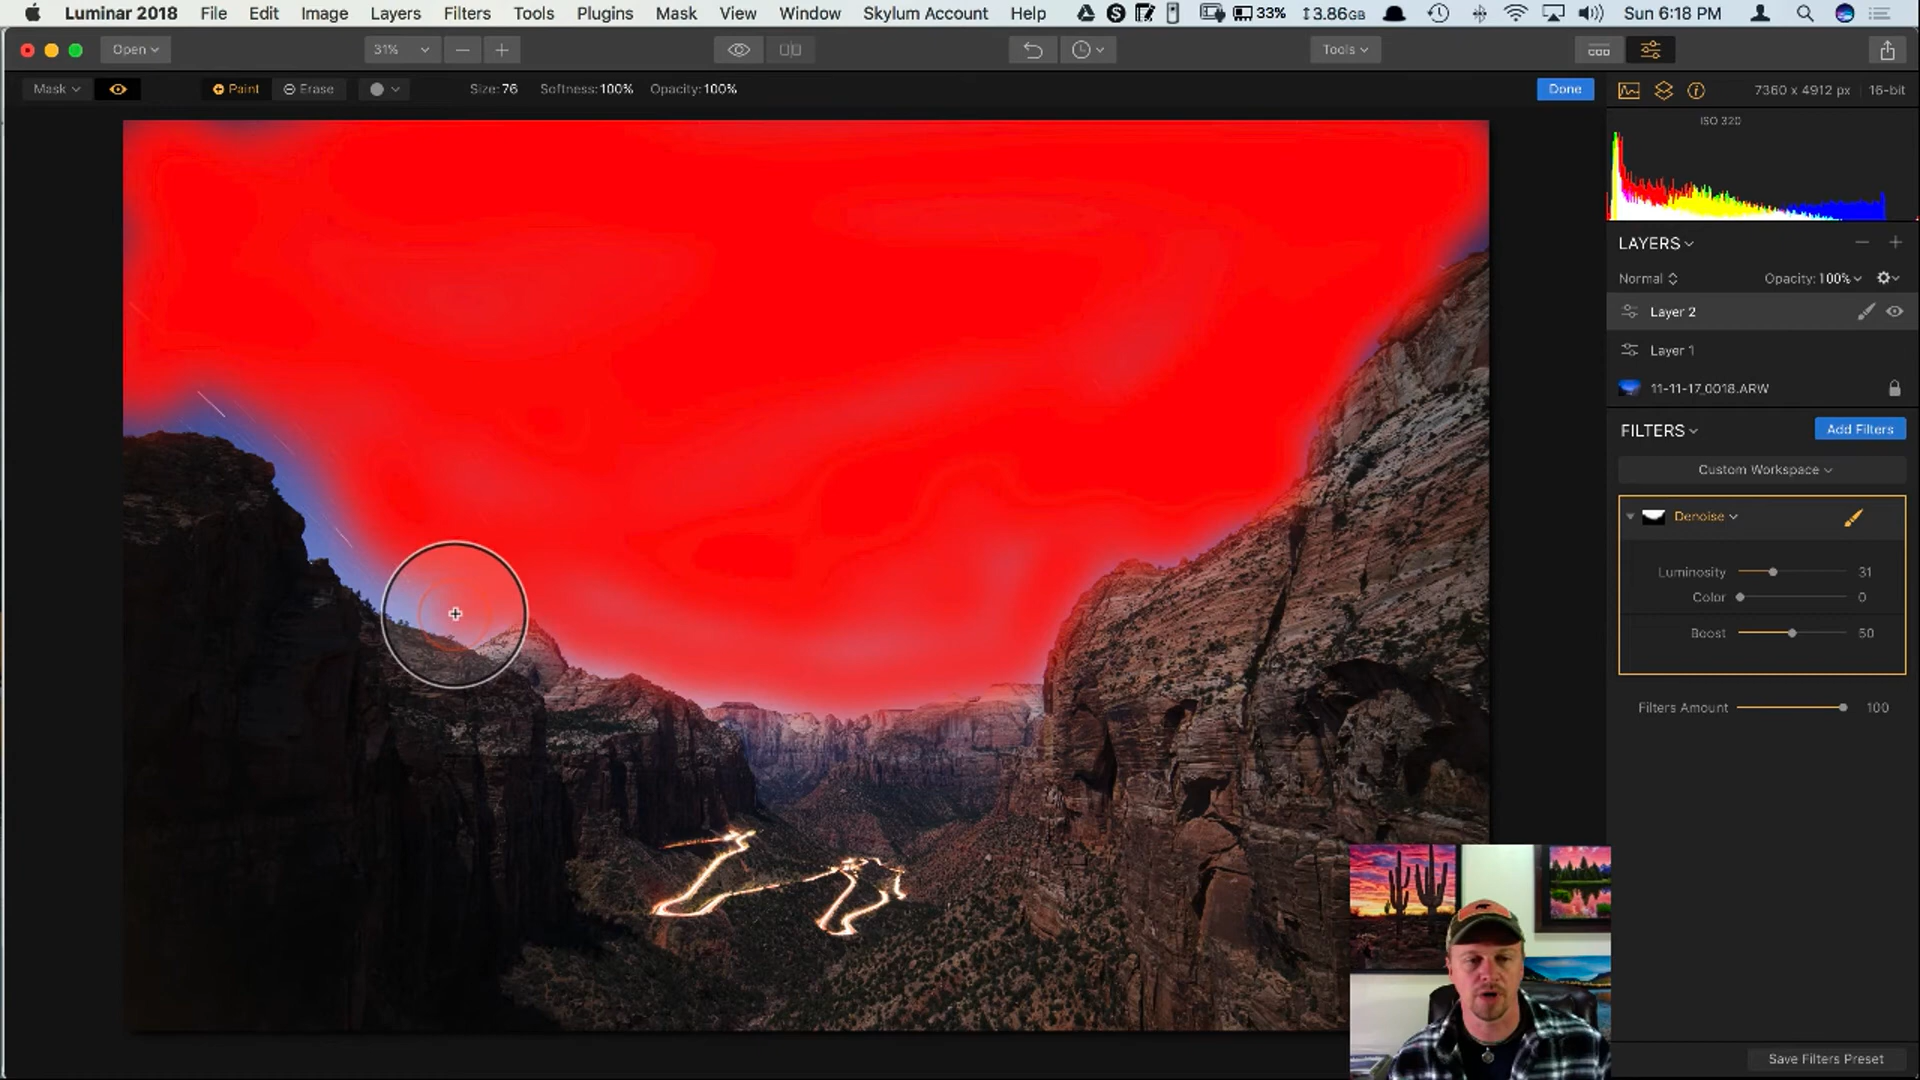 Luminar 2018 File Edit Image Layers Filters Tools Plugins Mask View Window Skylum Account Help 33% 3.86GB Sun 6:18 PM
Open 31% Tools
Mask Paint Erase Size: 76 Softness: 100% Opacity: 100% Done 7360 x 4912 px 16-bit
ISO 320
LAYERS
Normal Opacity: 100%
Layer 2
Layer 1
11-11-17_0018.ARW
FILTERS Add Filters
Custom Workspace
Denoise
Luminosity 31
Color 0
Boost 50
Filters Amount 100
Save Filters Preset